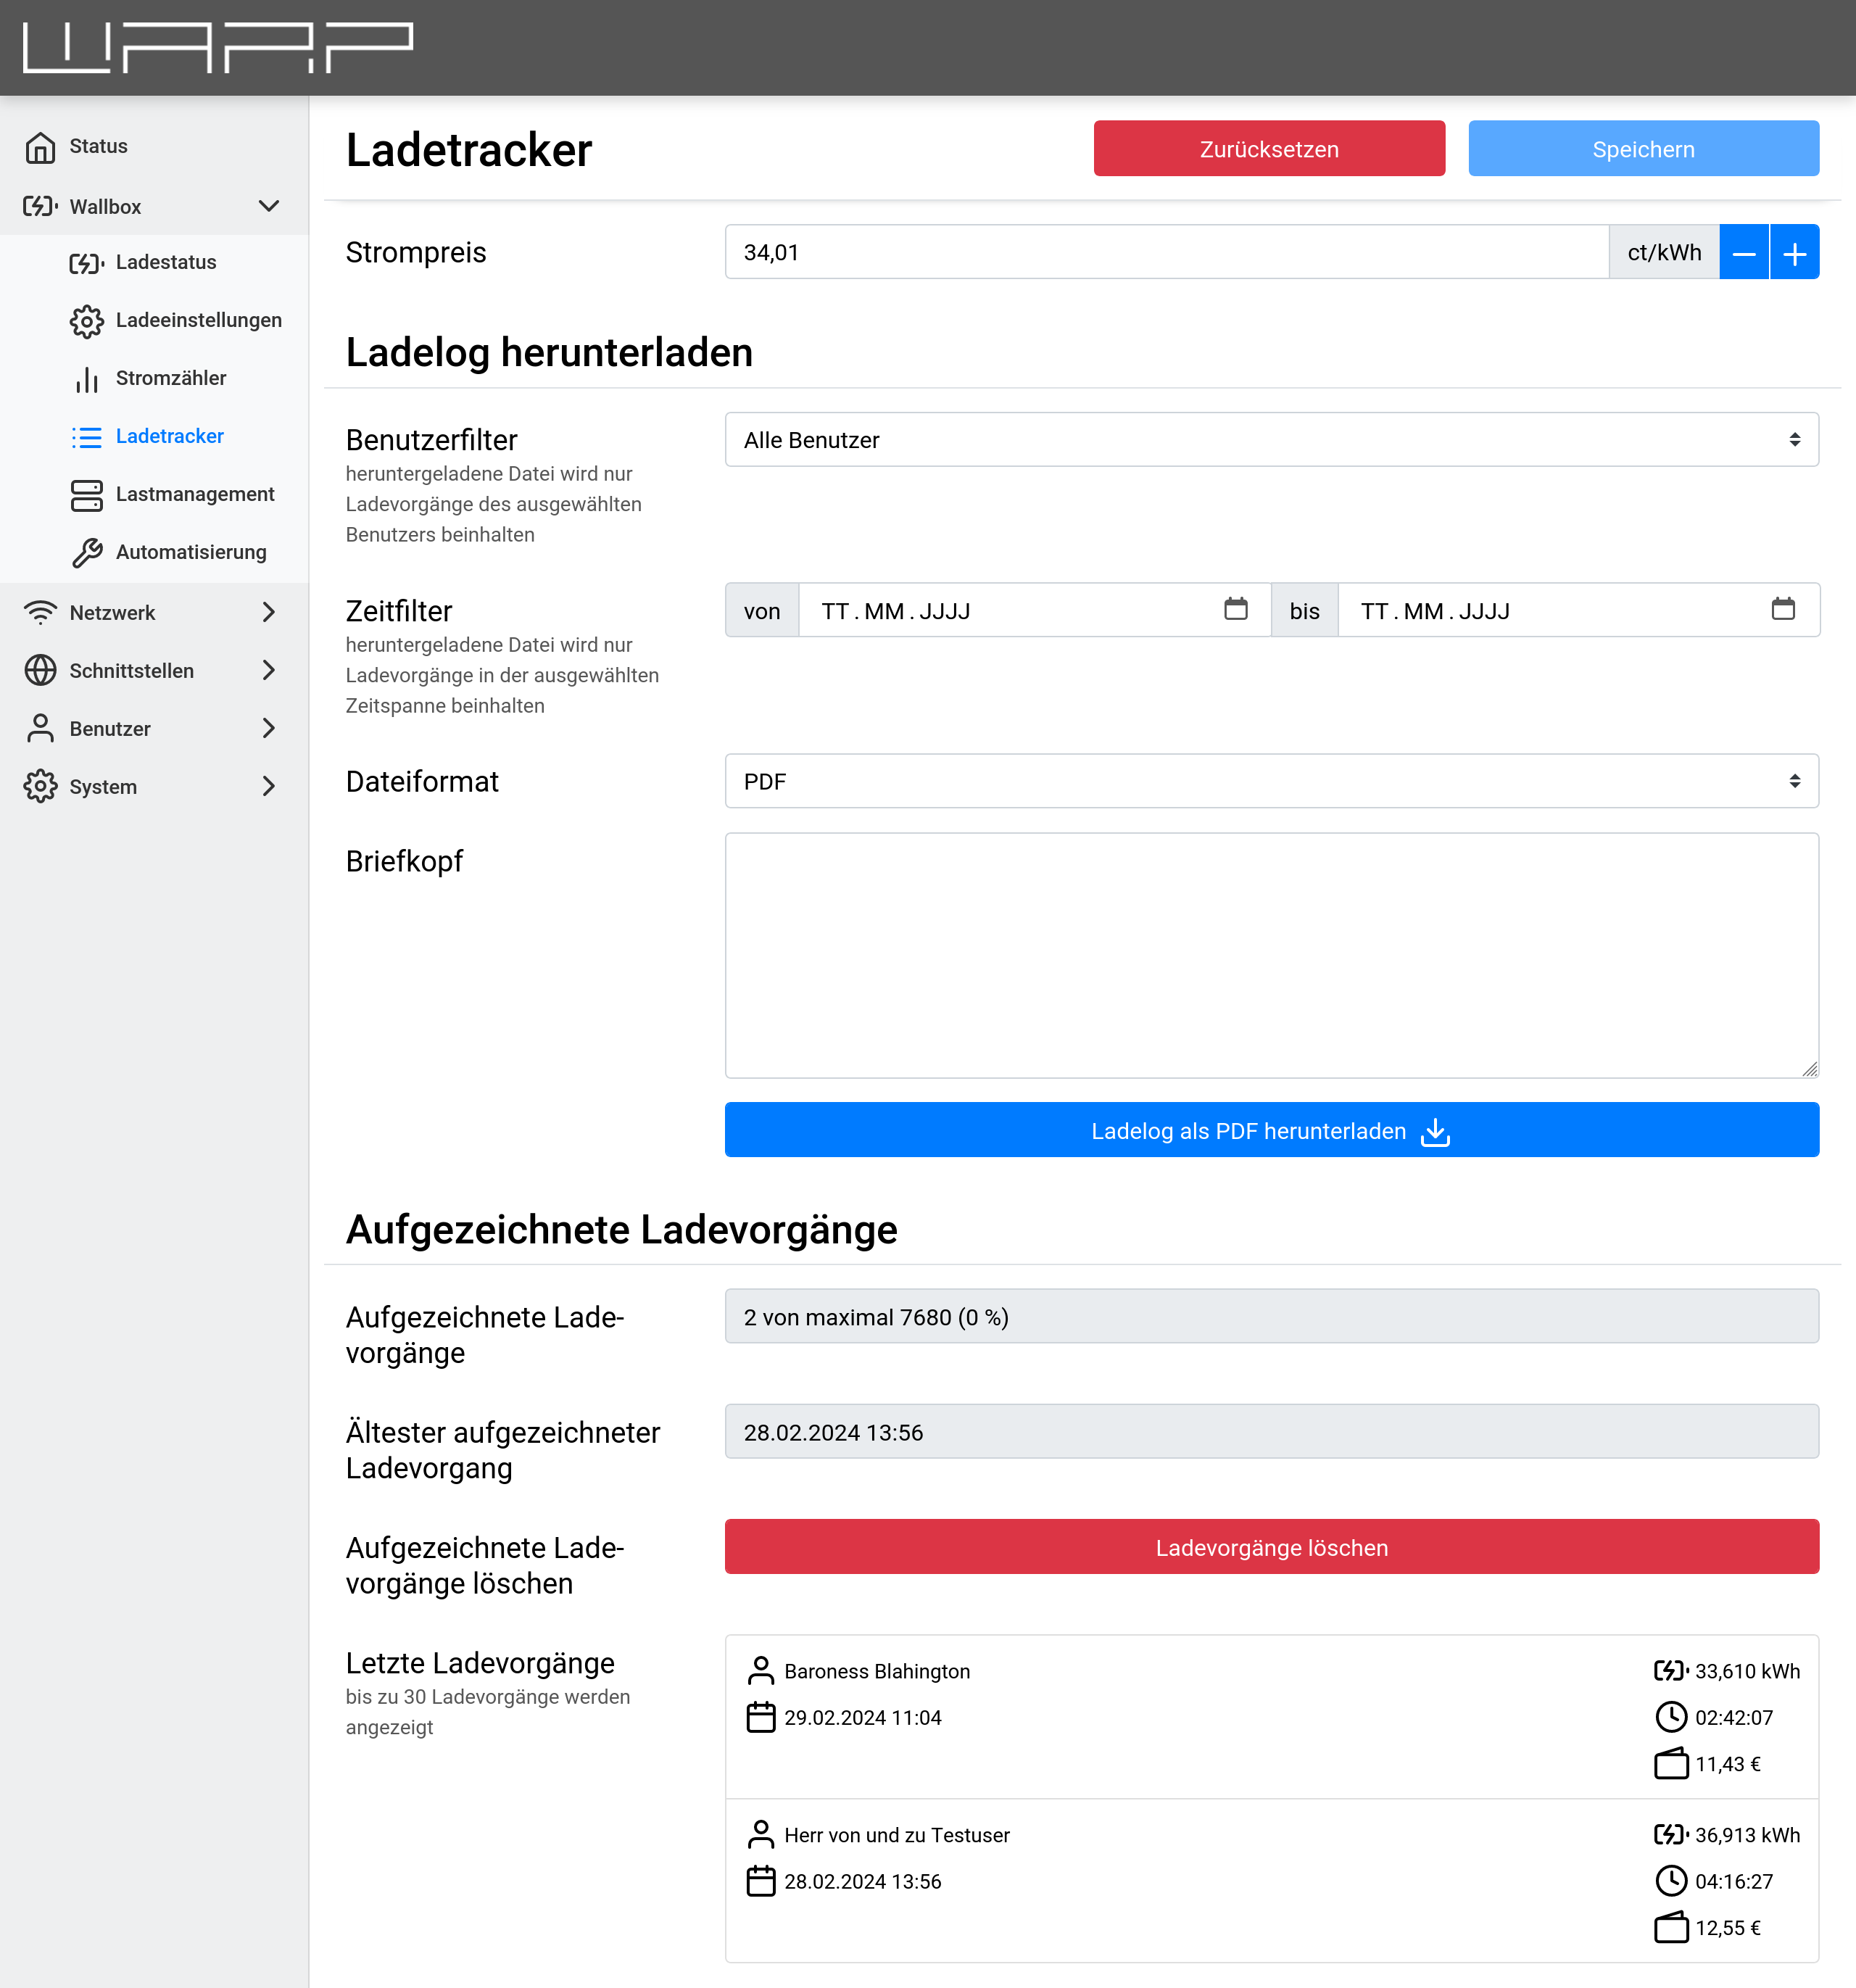 WARP
Status
Wallbox
Ladestatus
Ladeeinstellungen
Stromzähler
Ladetracker
Lastmanagement
Automatisierung
Netzwerk
Schnittstellen
Benutzer
System
Ladetracker
Zurücksetzen
Speichern
Strompreis
34,01
ct/kWh
Ladelog herunterladen
Benutzerfilter
heruntergeladene Datei wird nur
Ladevorgänge des ausgewählten
Benutzers beinhalten
Alle Benutzer
Zeitfilter
heruntergeladene Datei wird nur
Ladevorgänge in der ausgewählten
Zeitspanne beinhalten
von
TT.MM.JJJJ
bis
TT.MM.JJJJ
Dateiformat
PDF
Briefkopf
Ladelog als PDF herunterladen
Aufgezeichnete Ladevorgänge
Aufgezeichnete Lade-
vorgänge
2 von maximal 7680 (0 %)
Ältester aufgezeichneter
Ladevorgang
28.02.2024 13:56
Aufgezeichnete Lade-
vorgänge löschen
Ladevorgänge löschen
Letzte Ladevorgänge
bis zu 30 Ladevorgänge werden
angezeigt
Baroness Blahington
33,610 kWh
29.02.2024 11:04
02:42:07
11,43 €
Herr von und zu Testuser
36,913 kWh
28.02.2024 13:56
04:16:27
12,55 €